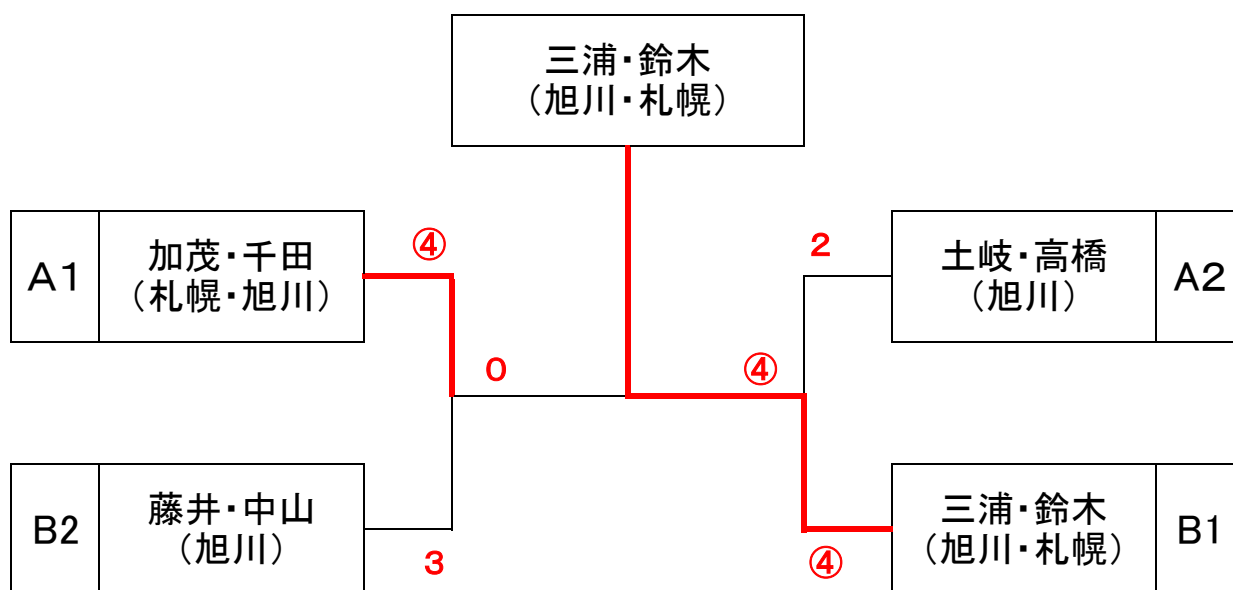 三浦・鈴木
（旭川・札幌）
A1
加茂・千田
（札幌・旭川）
④
2
土岐・高橋
（旭川）
A2
0
④
B2
藤井・中山
（旭川）
3
④
三浦・鈴木
（旭川・札幌）
B1